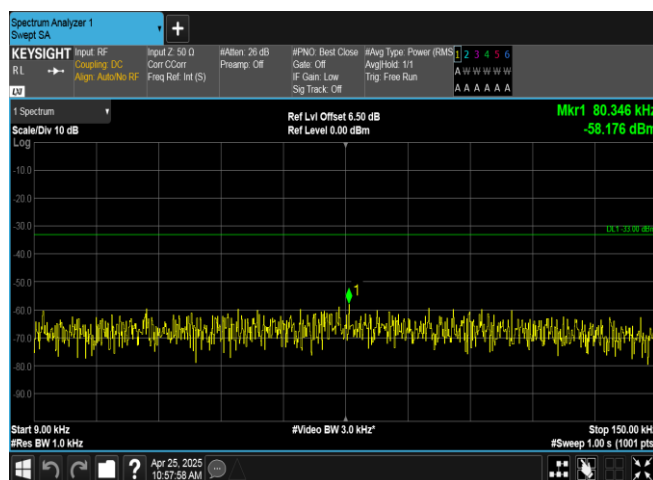 Spectrum Analyzer 1
Swept SA
+
KEYSIGHT Input: RF Input Z: 50 Ω #Atten: 26 dB #PNO: Best Close #Avg Type: Power (RMS 1 2 3 4 5 6
RL Coupling: DC Corr CCorr Preamp: Off Gate: Off Avg|Hold: 1/1 A W W W W W
Align: Auto/No RF Freq Ref: Int (S) IF Gain: Low Trig: Free Run
LXI Sig Track: Off A A A A A A
1 Spectrum Ref Lvl Offset 6.50 dB Mkr1 80.346 kHz
Scale/Div 10 dB Ref Level 0.00 dBm -58.176 dBm
Log
-10.0
-20.0
-30.0
DL1 -33.00 dBm
-40.0
-50.0
1
-60.0
-70.0
-80.0
-90.0
Start 9.00 kHz #Video BW 3.0 kHz* Stop 150.00 kHz
#Res BW 1.0 kHz #Sweep 1.00 s (1001 pts
? Apr 25, 2025
10:57:58 AM